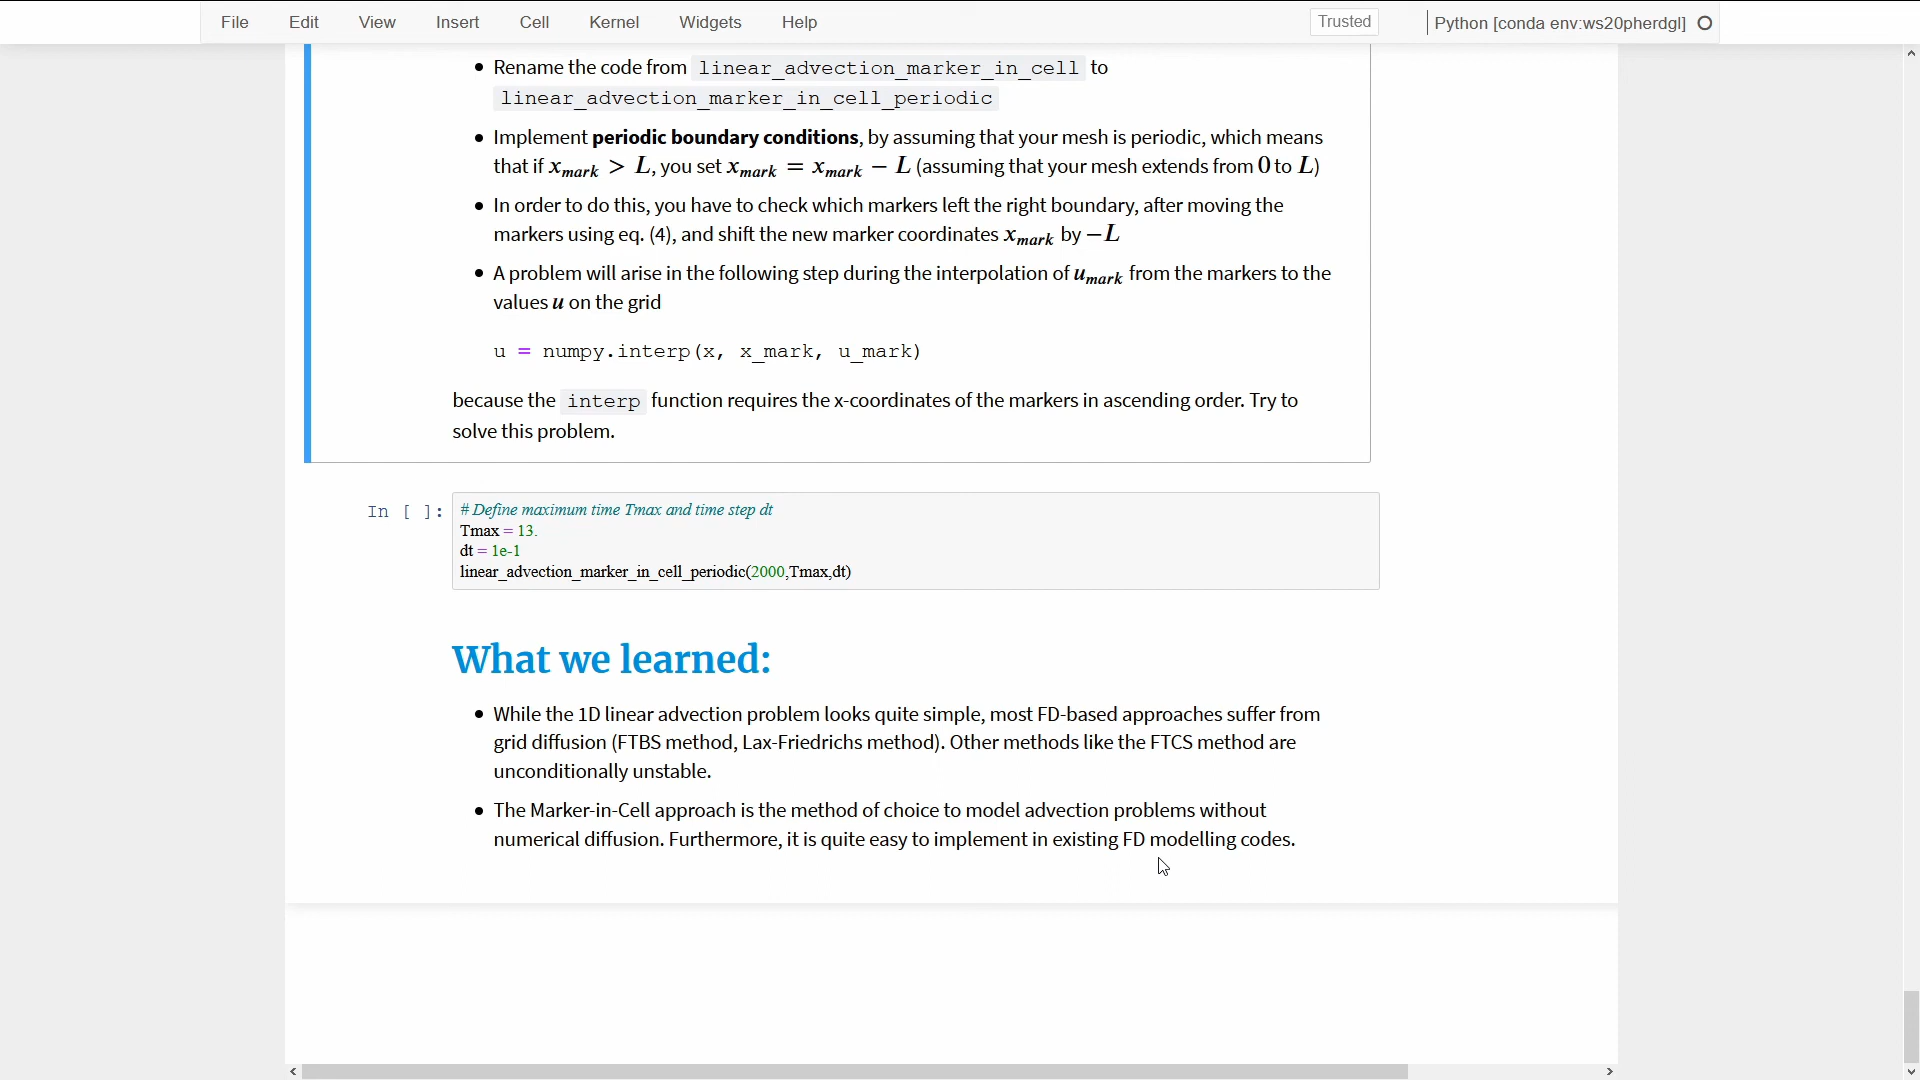 File Edit View Insert Cell Kernel Widgets Help Trusted Python [conda env:ws20pherdgl]
• Rename the code from linear_advection_marker_in_cell to
linear_advection_marker_in_cell_periodic
• Implement periodic boundary conditions, by assuming that your mesh is periodic, which means
that if x_mark > L, you set x_mark = x_mark − L (assuming that your mesh extends from 0 to L)
• In order to do this, you have to check which markers left the right boundary, after moving the
markers using eq. (4), and shift the new marker coordinates x_mark by −L
• A problem will arise in the following step during the interpolation of u_mark from the markers to the
values u on the grid
u = numpy.interp(x, x_mark, u_mark)
because the interp function requires the x-coordinates of the markers in ascending order. Try to
solve this problem.
In [ ]: # Define maximum time Tmax and time step dt
Tmax = 13.
dt = 1e-1
linear_advection_marker_in_cell_periodic(2000,Tmax,dt)
What we learned:
• While the 1D linear advection problem looks quite simple, most FD-based approaches suffer from
grid diffusion (FTBS method, Lax-Friedrichs method). Other methods like the FTCS method are
unconditionally unstable.
• The Marker-in-Cell approach is the method of choice to model advection problems without
numerical diffusion. Furthermore, it is quite easy to implement in existing FD modelling codes.